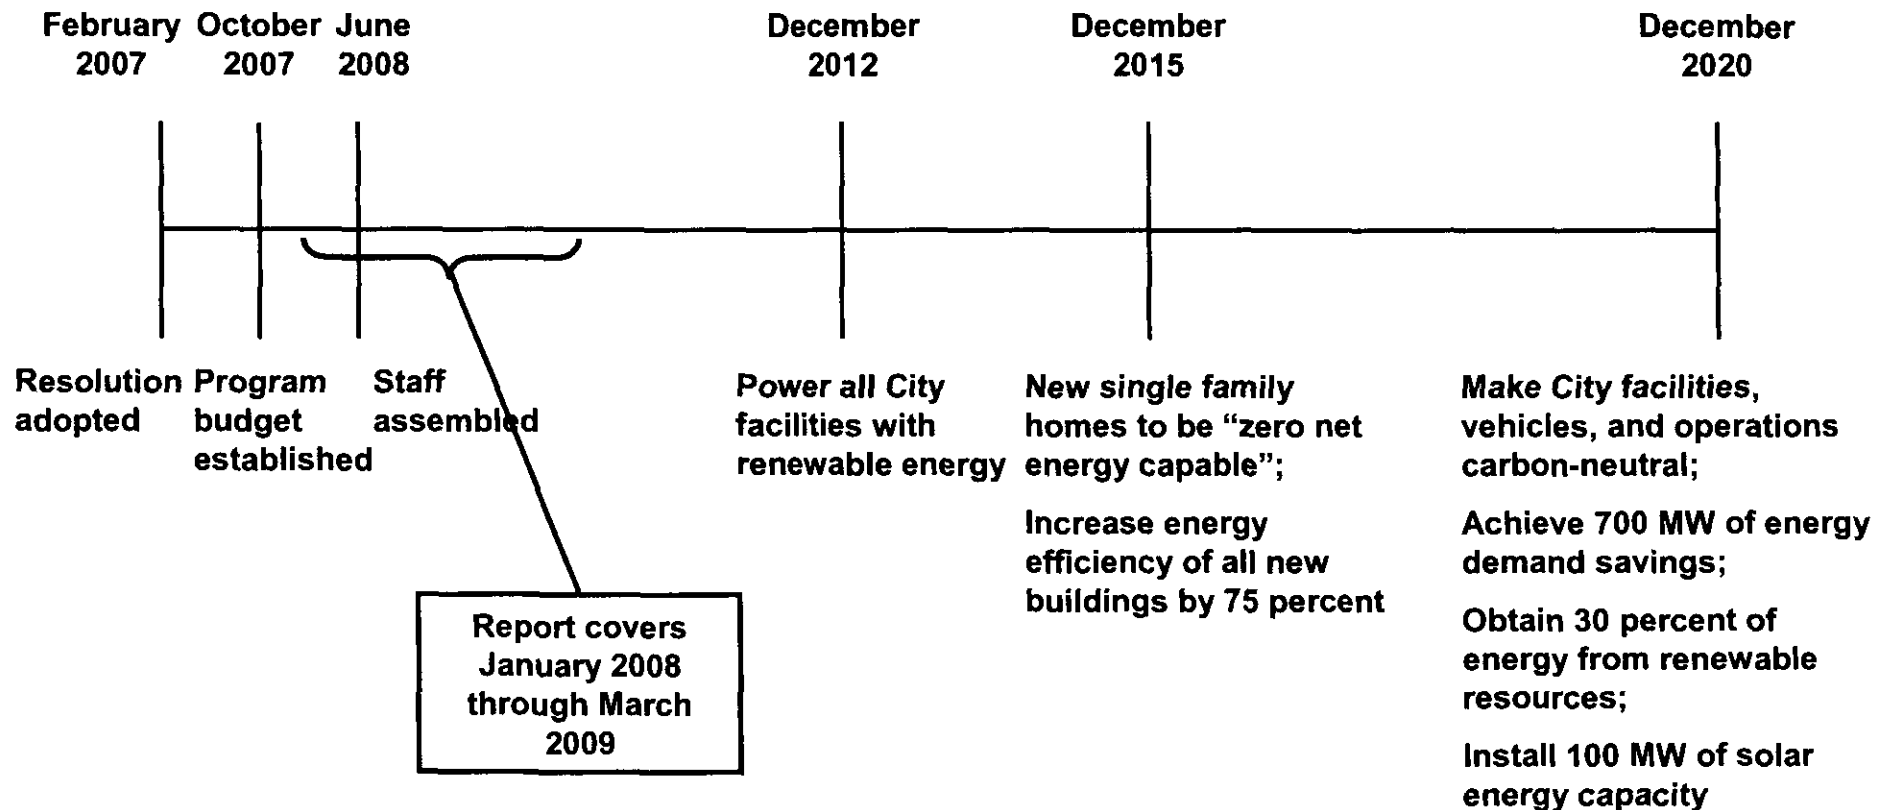 February
2007
October
2007
June
2008
December
2012
December
2015
December
2020
Resolution
adopted
Program
budget
established
Staff
assembled
Power all City
facilities with
renewable energy
New single family
homes to be “zero net
energy capable”;
Increase energy
efficiency of all new
buildings by 75 percent
Make City facilities,
vehicles, and operations
carbon-neutral;
Achieve 700 MW of energy
demand savings;
Obtain 30 percent of
energy from renewable
resources;
Install 100 MW of solar
energy capacity
Report covers
January 2008
through March
2009